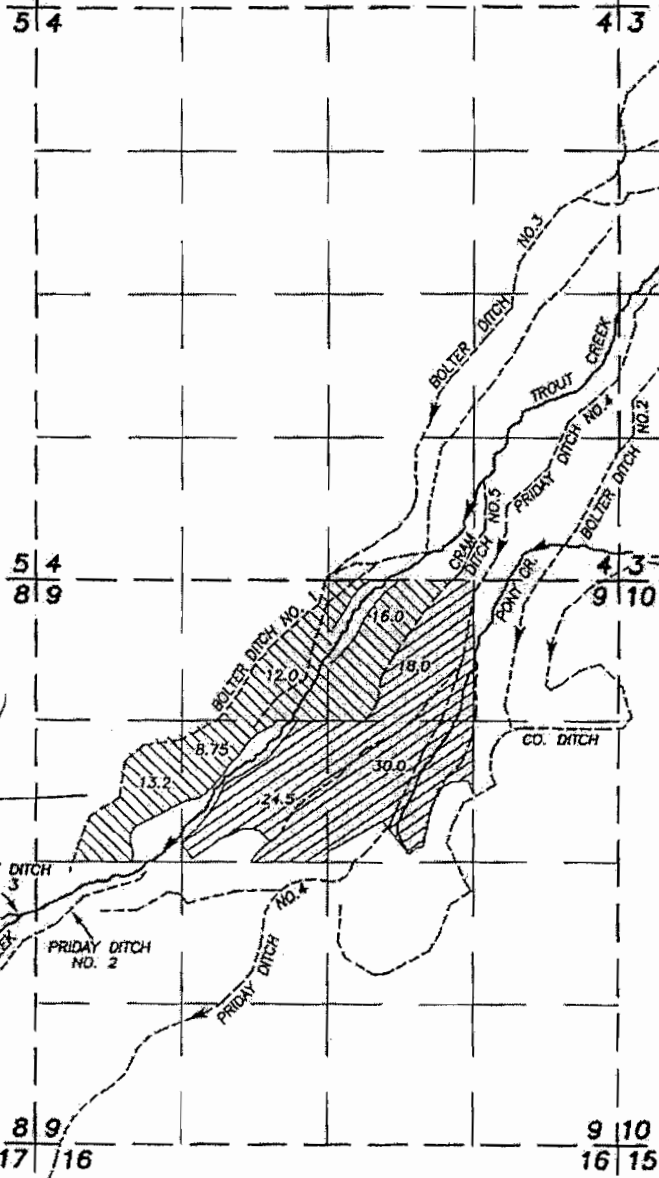 5 4
4 3
NO.3
BOLTER DITCH
TROUT CREEK
PRIDAY DITCH NO.4
BOLTER DITCH NO.2
CRAM DITCH NO.5
5 4
8 9
4 3
9 10
PONY CR.
BOLTER DITCH NO. 1
16.0
12.0
18.0
8.75
CO. DITCH
30.0
13.2
24.5
DITCH
3
NO.4
PRIDAY DITCH
NO. 2
PRIDAY DITCH
8 9
17 16
9 10
16 15